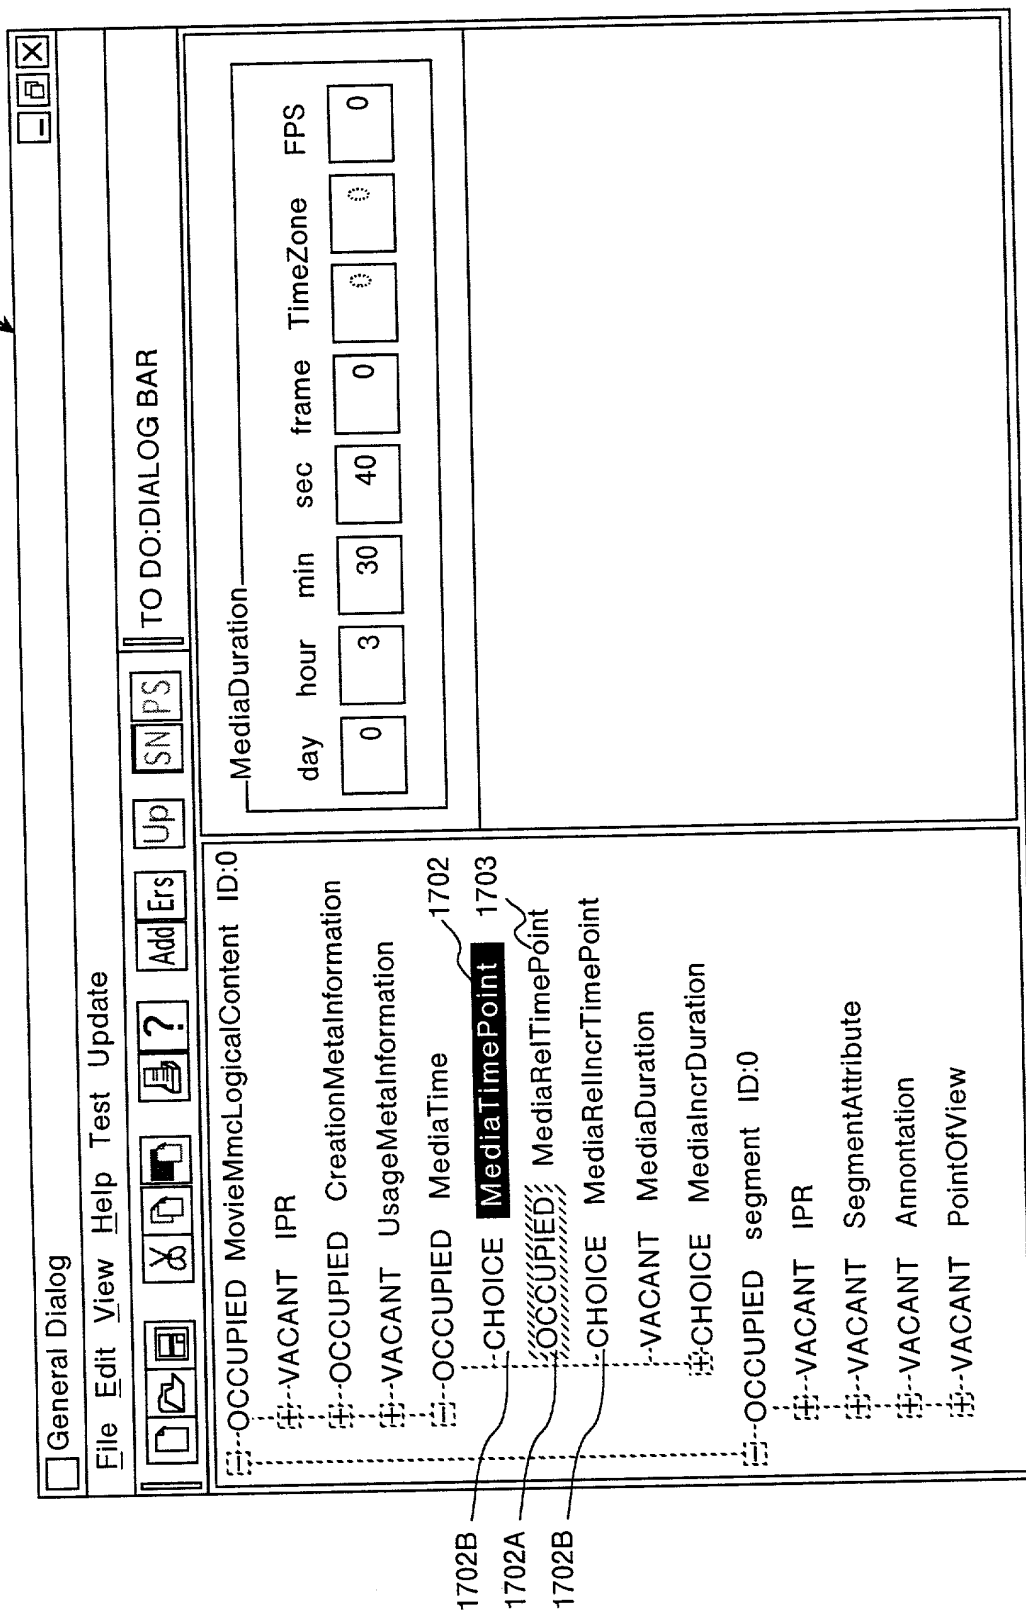 General Dialog
File Edit View Help Test Update
? Add Ers Up SN PS TO DO:DIALOG BAR
OCCUPIED MovieMmcLogicalContent ID:0
VACANT IPR
OCCUPIED CreationMetaInformation
VACANT UsageMetaInformation
OCCUPIED MediaTime
1702
CHOICE MediaTimePoint
1703
OCCUPIED MediaRelTimePoint
CHOICE MediaRelIncrTimePoint
VACANT MediaDuration
CHOICE MediaIncrDuration
OCCUPIED segment ID:0
VACANT IPR
VACANT SegmentAttribute
VACANT Annontation
VACANT PointOfView
1702B
1702A
1702B
MediaDuration
day hour min sec frame TimeZone FPS
0 3 30 40 0 0 0 0